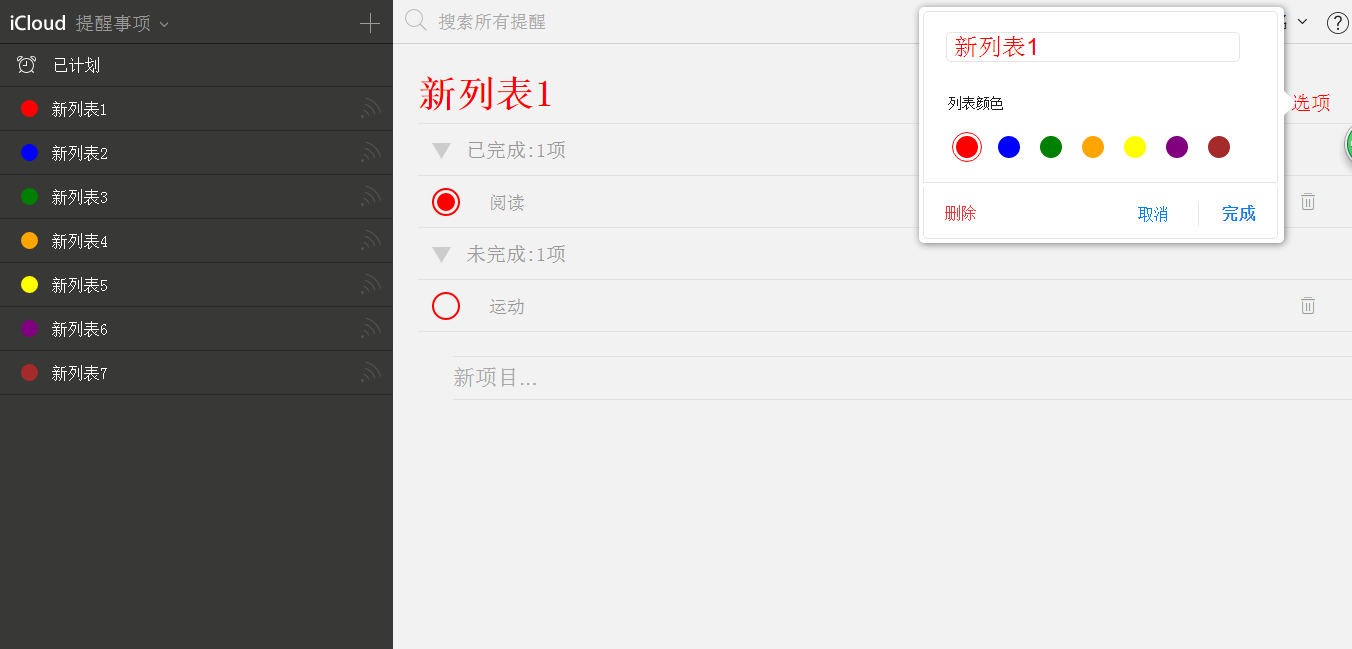 iCloud 提醒事项
已计划
新列表1
新列表2
新列表3
新列表4
新列表5
新列表6
新列表7
搜索所有提醒
?
新列表1
选项
已完成:1项
阅读
未完成:1项
运动
新项目...
新列表1
列表颜色
删除 取消 完成